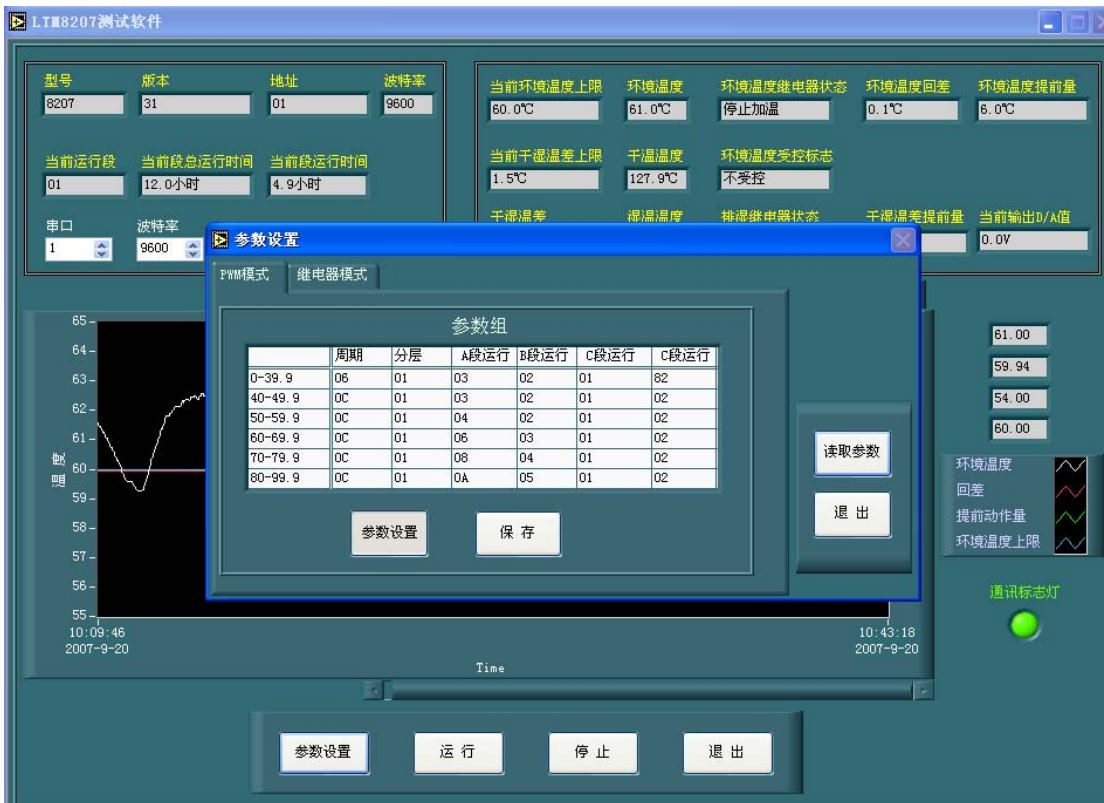 LTM8207测试软件
型号 版本 地址 波特率
8207 31 01 9600
当前运行段 当前段总运行时间 当前段运行时间
01 12.0小时 4.9小时
串口 波特率
1 9600
当前环境温度上限 环境温度 环境温度继电器状态 环境温度回差 环境温度提前量
60.0℃ 61.0℃ 停止加温 0.1℃ 6.0℃
当前干湿温差上限 干温温度 环境温度受控标志
1.5℃ 127.9℃ 不受控
干湿温差 湿温温度 排湿继电器状态 干湿温差提前量 当前输出D/A值
0.0V
参数设置
PWM模式 继电器模式
参数组
周期 分层 A段运行 B段运行 C段运行 C段运行
0-39.9 06 01 03 02 01 82
40-49.9 0C 01 03 02 01 02
50-59.9 0C 01 04 02 01 02
60-69.9 0C 01 06 03 01 02
70-79.9 0C 01 08 04 01 02
80-99.9 0C 01 0A 05 01 02
参数设置 保存
读取参数
退出
65
64
63
62
61
60
59
58
57
56
55
温度
10:09:46
2007-9-20
10:43:18
2007-9-20
Time
61.00
59.94
54.00
60.00
环境温度
回差
提前动作量
环境温度上限
通讯标志灯
参数设置 运行 停止 退出